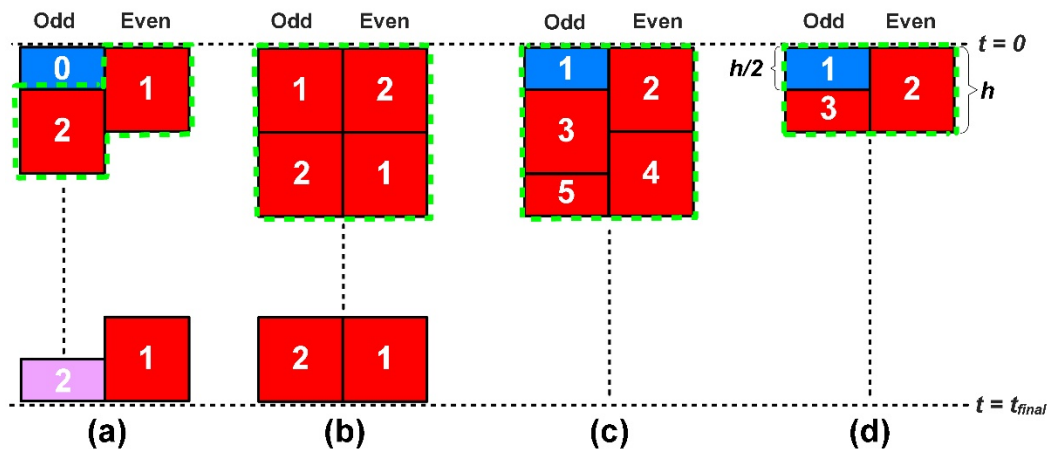 Odd Even Odd Even Odd Even Odd Even
t = 0
0 1 1 2 1 2 h/2 1 2 h
2 3 3
2 1 4
5
2 1 2 1
t = t_final
(a) (b) (c) (d)